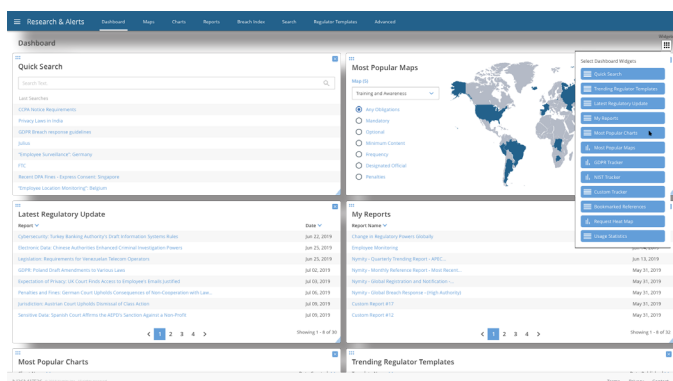 Research & Alerts
Dashboard Maps Charts Reports Breach Index Search Regulator Templates Advanced
Dashboard
Quick Search
Search Text
Last Searches
CCPA Notice Requirements
Privacy Laws in India
GDPR Breach response guidelines
Julius
"Employee Surveillance", Germany
FTC
Recent DPA Fines - Express Consent: Singapore
"Employee Location Monitoring": Belgium
Most Popular Maps
Map (5)
Training and Awareness
Any Obligations
Mandatory
Optional
Minimum Content
Frequency
Designated Official
Penalties
Select Dashboard Widgets
Quick Search
Trending Regulator Templates
Latest Regulatory Update
My Reports
Most Popular Charts
Most Popular Maps
GDPR Tracker
NIST Tracker
Custom Tracker
Bookmarked References
Request Heat Map
Usage Statistics
Latest Regulatory Update
Report Date
Cybersecurity: Turkey Banking Authority's Draft Information Systems Rules Jun 22, 2019
Electronic Data: Chinese Authorities Enhanced Criminal Investigation Powers Jun 25, 2019
Legislation: Requirements for Venezuelan Telecom Operators Jun 25, 2019
GDPR: Poland Draft Amendments to Various Laws Jul 02, 2019
Expectation of Privacy: UK Court Finds Access to Employee's Emails Justified Jul 03, 2019
Penalties and Fines: German Court Upholds Consequences of Non-Cooperation with Law... Jul 06, 2019
Jurisdiction: Austrian Court Upholds Dismissal of Class Action Jul 09, 2019
Sensitive Data: Spanish Court Affirms the AEPD's Sanction Against a Non-Profit Jul 09, 2019
1 2 3 4 Showing 1 - 8 of 30
My Reports
Report Name
Change in Regulatory Powers Globally
Employee Monitoring
Nymity - Quarterly Trending Report - APEC... Jun 13, 2019
Nymity - Monthly Reference Report - Most Recent... May 31, 2019
Nymity - Global Registration and Notification -... May 31, 2019
Nymity - Global Breach Response - (High Authority) May 31, 2019
Custom Report #17 May 31, 2019
Custom Report #12 May 31, 2019
1 2 3 4 Showing 1 - 8 of 32
Most Popular Charts
Trending Regulator Templates
Terms Privacy Contact